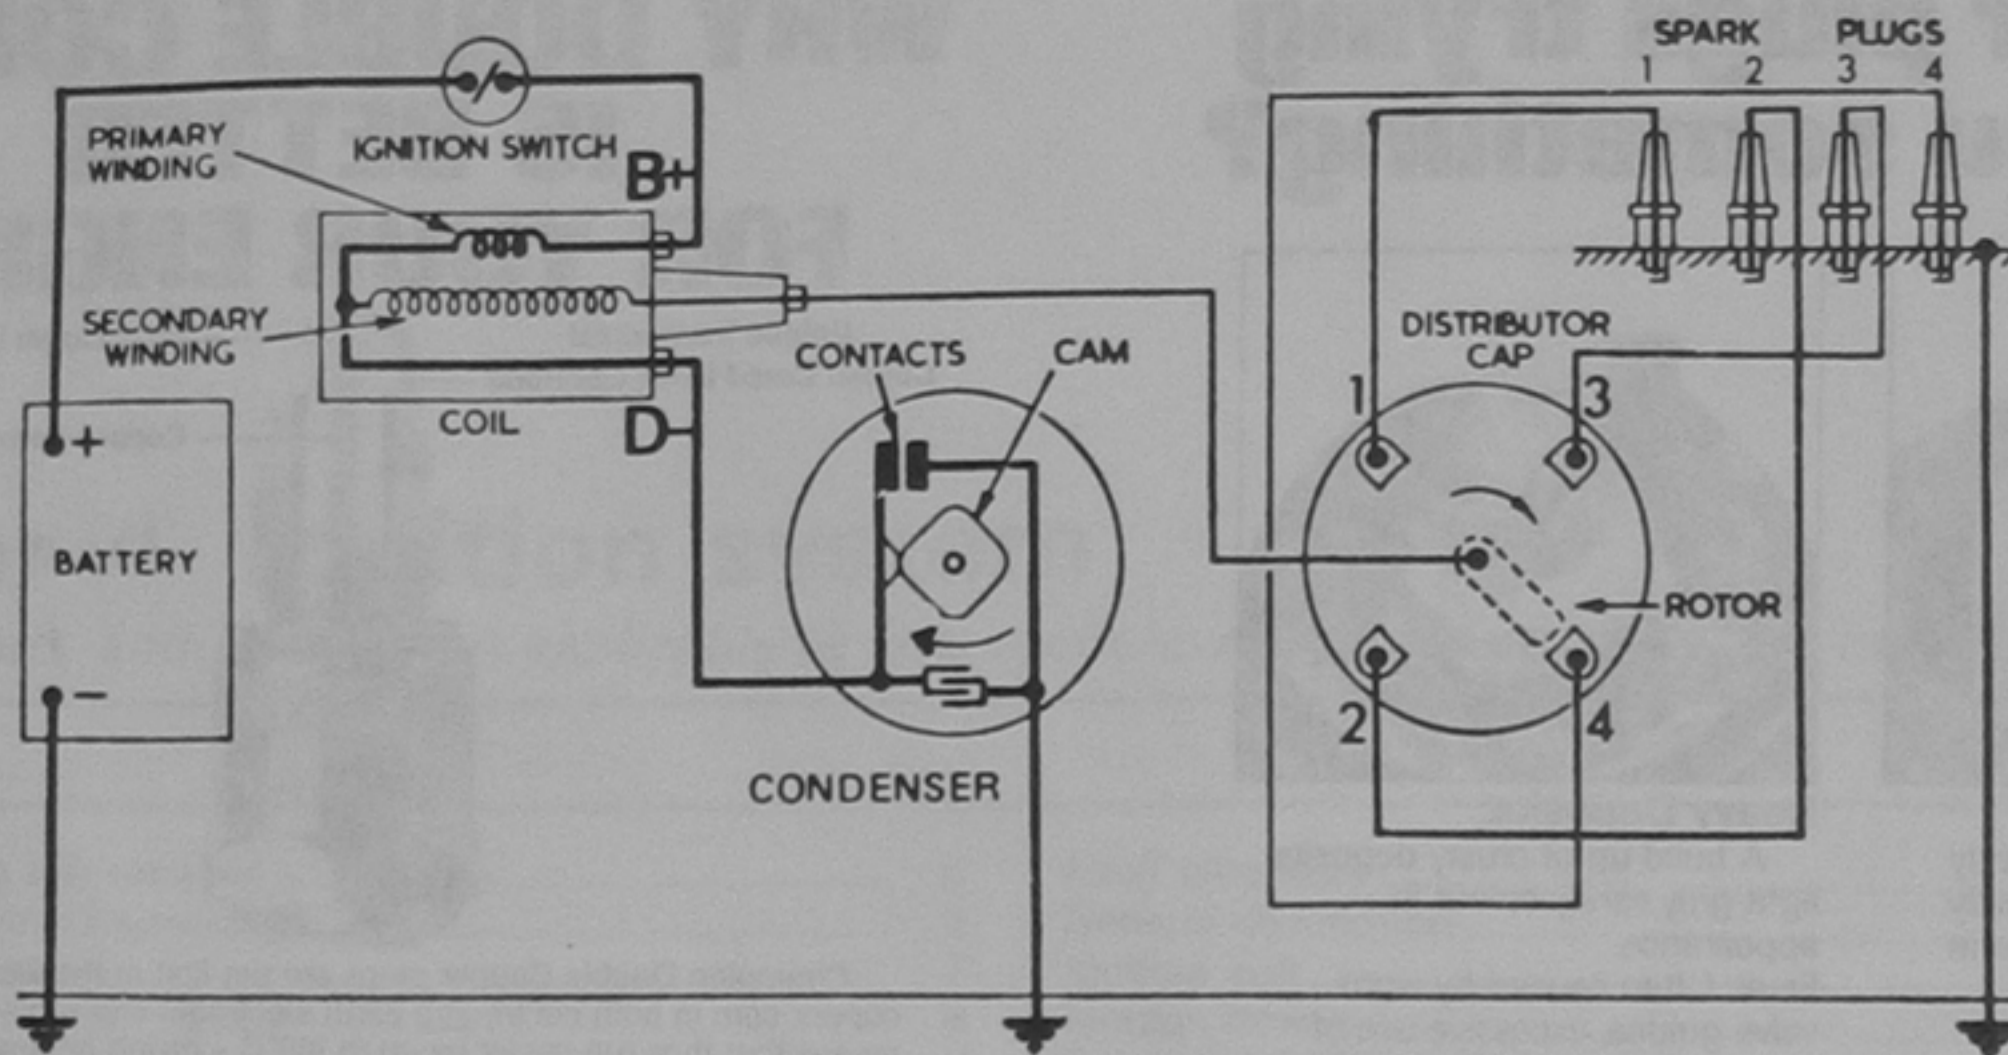 SPARK PLUGS
1 2 3 4
PRIMARY
WINDING
IGNITION SWITCH
B+
SECONDARY
WINDING
COIL
D
CONTACTS
CAM
DISTRIBUTOR
CAP
1 3
+
BATTERY
ROTOR
−
2 4
CONDENSER